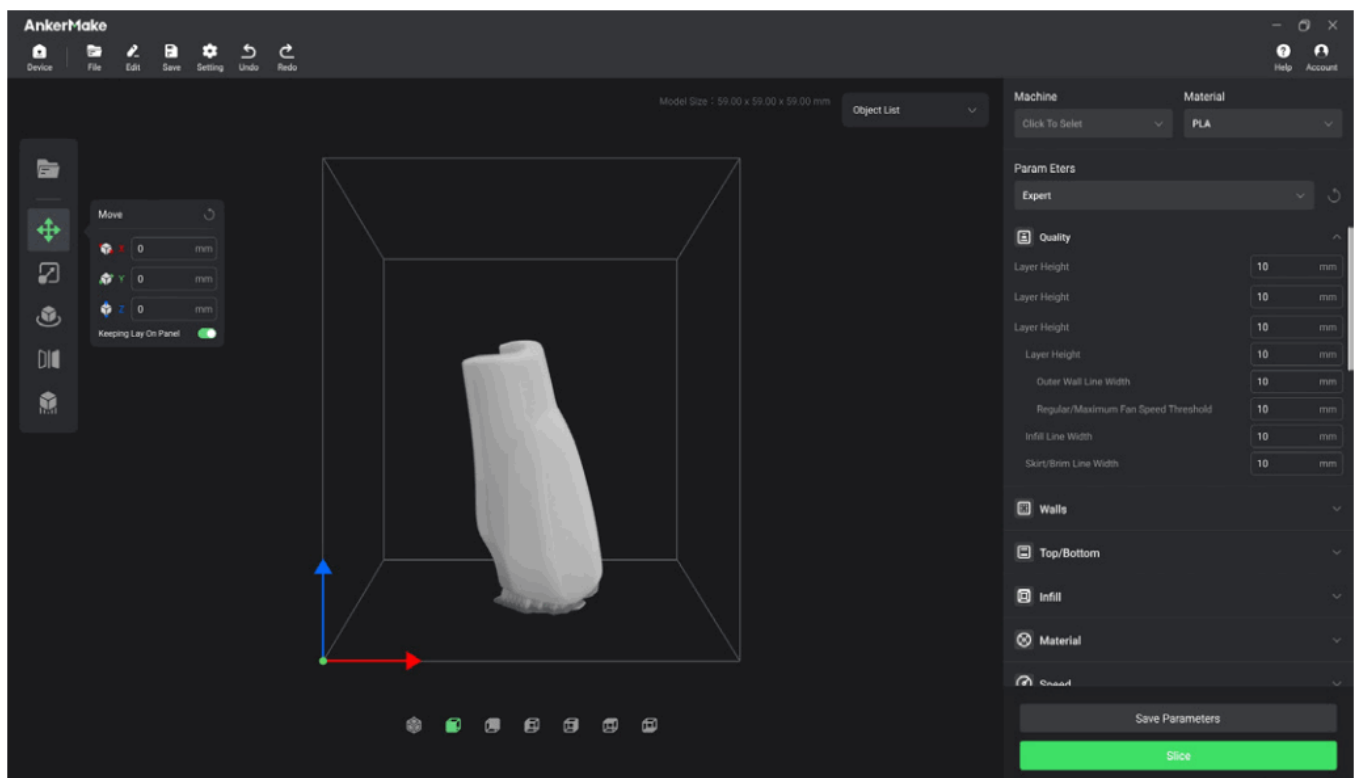 AnkerMake
Device File Edit Save Setting Undo Redo
Help Account
Model Size : 59.00 x 59.00 x 59.00 mm
Object List
Move
X 0 mm
Y 0 mm
Z 0 mm
Keeping Lay On Panel
Machine Material
Click To Selet PLA
Param Eters
Expert
Quality
Layer Height 10 mm
Layer Height 10 mm
Layer Height 10 mm
Layer Height 10 mm
Outer Wall Line Width 10 mm
Regular/Maximum Fan Speed Threshold 10 mm
Infill Line Width 10 mm
Skirt/Brim Line Width 10 mm
Walls
Top/Bottom
Infill
Material
Speed
Save Parameters
Slice